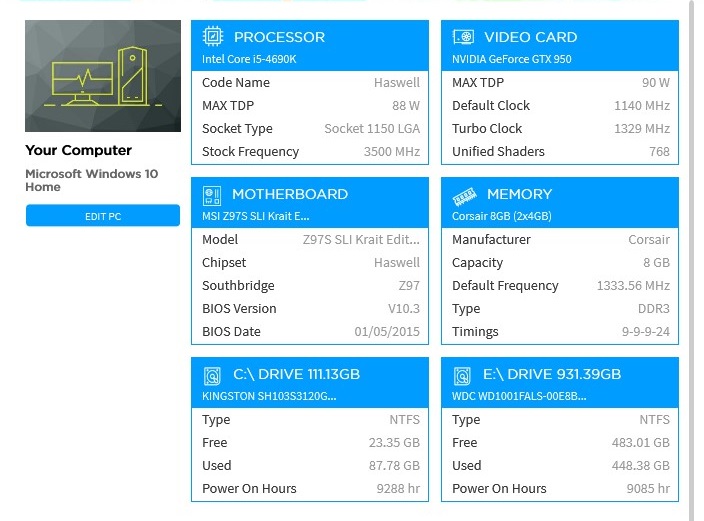 Your Computer
Microsoft Windows 10
Home
EDIT PC
PROCESSOR
Intel Core i5-4690K
Code Name Haswell
MAX TDP 88 W
Socket Type Socket 1150 LGA
Stock Frequency 3500 MHz
VIDEO CARD
NVIDIA GeForce GTX 950
MAX TDP 90 W
Default Clock 1140 MHz
Turbo Clock 1329 MHz
Unified Shaders 768
MOTHERBOARD
MSI Z97S SLI Krait E...
Model Z97S SLI Krait Edit...
Chipset Haswell
Southbridge Z97
BIOS Version V10.3
BIOS Date 01/05/2015
MEMORY
Corsair 8GB (2x4GB)
Manufacturer Corsair
Capacity 8 GB
Default Frequency 1333.56 MHz
Type DDR3
Timings 9-9-9-24
C:\ DRIVE 111.13GB
KINGSTON SH103S3120G...
Type NTFS
Free 23.35 GB
Used 87.78 GB
Power On Hours 9288 hr
E:\ DRIVE 931.39GB
WDC WD1001FALS-00E8B...
Type NTFS
Free 483.01 GB
Used 448.38 GB
Power On Hours 9085 hr